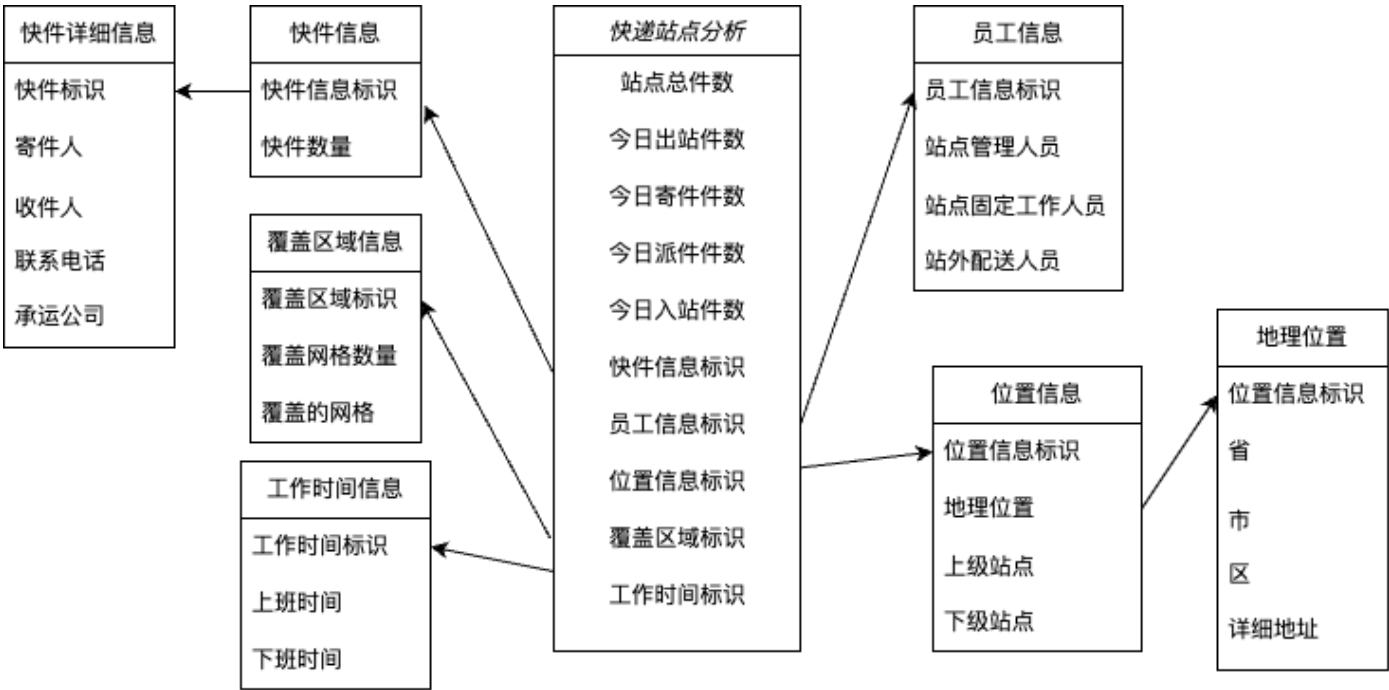 快件详细信息
快件标识
寄件人
收件人
联系电话
承运公司
快件信息
快件信息标识
快件数量
覆盖区域信息
覆盖区域标识
覆盖网格数量
覆盖的网格
工作时间信息
工作时间标识
上班时间
下班时间
快递站点分析
站点总件数
今日出站件数
今日寄件件数
今日派件件数
今日入站件数
快件信息标识
员工信息标识
位置信息标识
覆盖区域标识
工作时间标识
员工信息
员工信息标识
站点管理人员
站点固定工作人员
站外配送人员
位置信息
位置信息标识
地理位置
上级站点
下级站点
地理位置
位置信息标识
省
市
区
详细地址